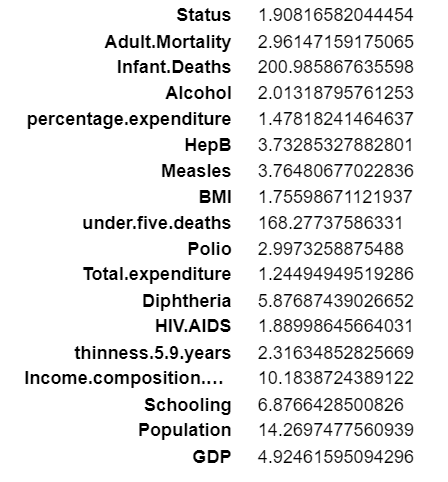 Status 1.90816582044454
Adult.Mortality 2.96147159175065
Infant.Deaths 200.985867635598
Alcohol 2.01318795761253
percentage.expenditure 1.47818241464637
HepB 3.73285327882801
Measles 3.76480677022836
BMI 1.75598671121937
under.five.deaths 168.27737586331
Polio 2.9973258875488
Total.expenditure 1.24494949519286
Diphtheria 5.87687439026652
HIV.AIDS 1.88998645664031
thinness.5.9.years 2.31634852825669
Income.composition.… 10.1838724389122
Schooling 6.8766428500826
Population 14.2697477560939
GDP 4.92461595094296